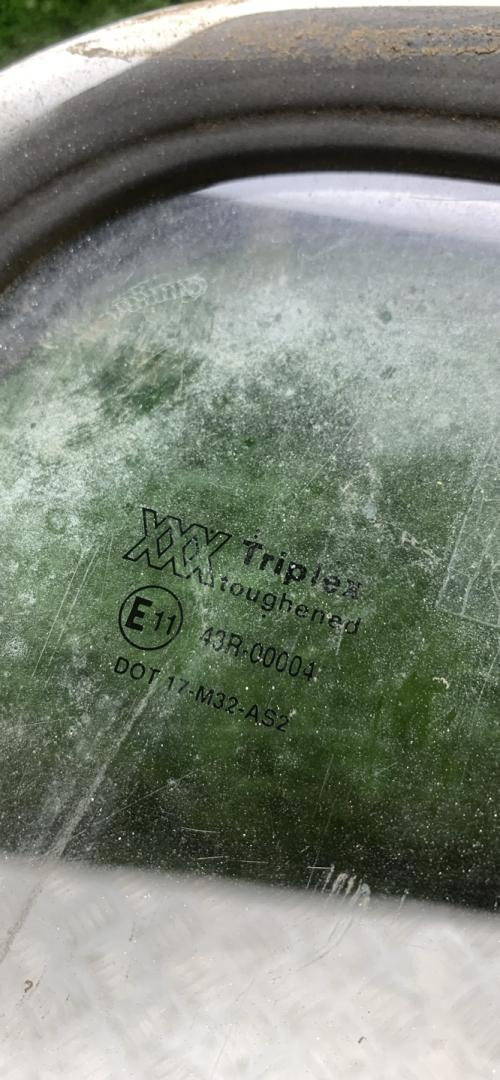 XXX Triplex
toughened
E11 43R-00004
DOT 17-M32-AS2